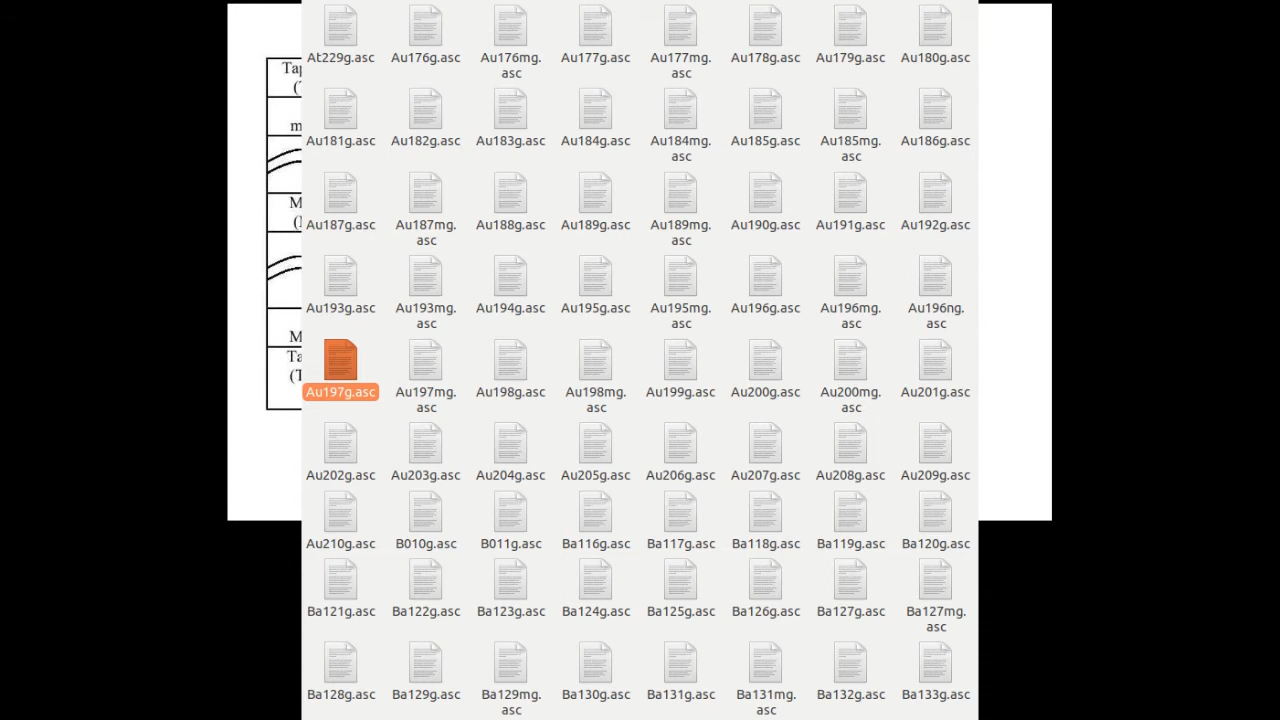 At229g.asc Au176g.asc Au176mg. Au177g.asc Au177mg. Au178g.asc Au179g.asc Au180g.asc
asc asc
Au181g.asc Au182g.asc Au183g.asc Au184g.asc Au184mg. Au185g.asc Au185mg. Au186g.asc
asc asc
Au187g.asc Au187mg. Au188g.asc Au189g.asc Au189mg. Au190g.asc Au191g.asc Au192g.asc
asc asc
Au193g.asc Au193mg. Au194g.asc Au195g.asc Au195mg. Au196g.asc Au196mg. Au196ng.
asc asc asc asc
Au197g.asc Au197mg. Au198g.asc Au198mg. Au199g.asc Au200g.asc Au200mg. Au201g.asc
asc asc asc
Au202g.asc Au203g.asc Au204g.asc Au205g.asc Au206g.asc Au207g.asc Au208g.asc Au209g.asc
Au210g.asc B010g.asc B011g.asc Ba116g.asc Ba117g.asc Ba118g.asc Ba119g.asc Ba120g.asc
Ba121g.asc Ba122g.asc Ba123g.asc Ba124g.asc Ba125g.asc Ba126g.asc Ba127g.asc Ba127mg.
asc
Ba128g.asc Ba129g.asc Ba129mg. Ba130g.asc Ba131g.asc Ba131mg. Ba132g.asc Ba133g.asc
asc asc